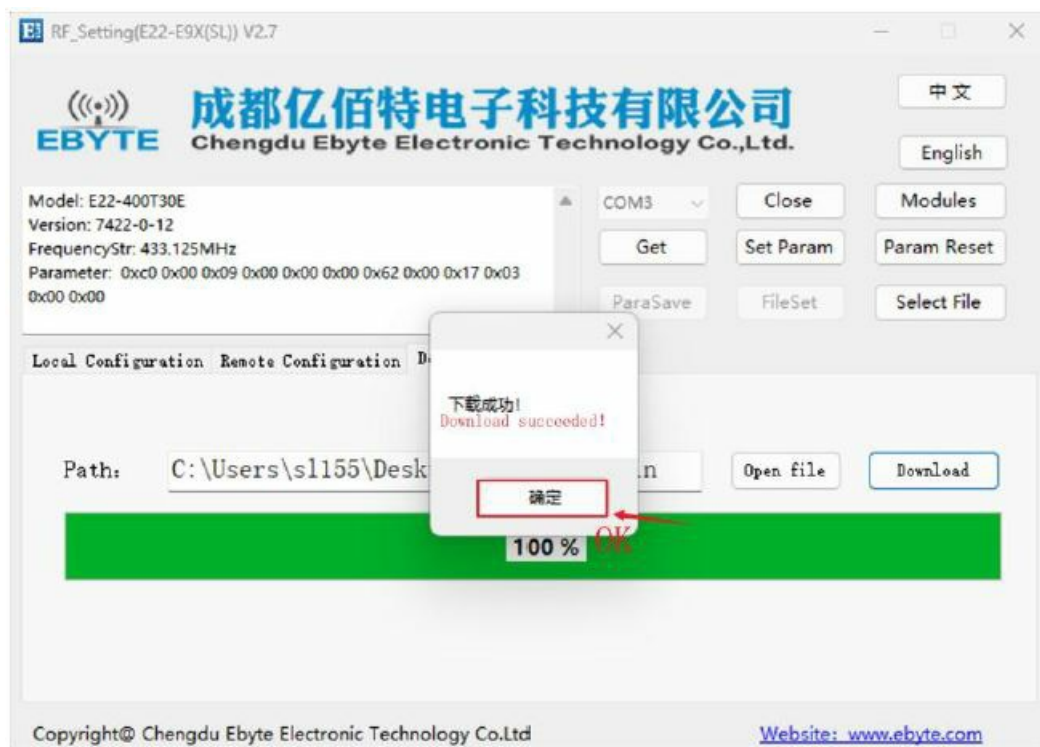 RF_Setting(E22-E9X(SL)) V2.7
EBYTE
成都亿佰特电子科技有限公司
Chengdu Ebyte Electronic Technology Co.,Ltd.
中文
English
Model: E22-400T30E
Version: 7422-0-12
FrequencyStr: 433.125MHz
Parameter: 0xc0 0x00 0x09 0x00 0x00 0x00 0x62 0x00 0x17 0x03
0x00 0x00
COM3
Close
Modules
Get
Set Param
Param Reset
ParaSave
FileSet
Select File
Local Configuration
Remote Configuration
下载成功!
Download succeeded!
确定
OK
Path:
C:\Users\sl155\Desk
Open file
Download
100 %
Copyright@ Chengdu Ebyte Electronic Technology Co.Ltd
Website: www.ebyte.com